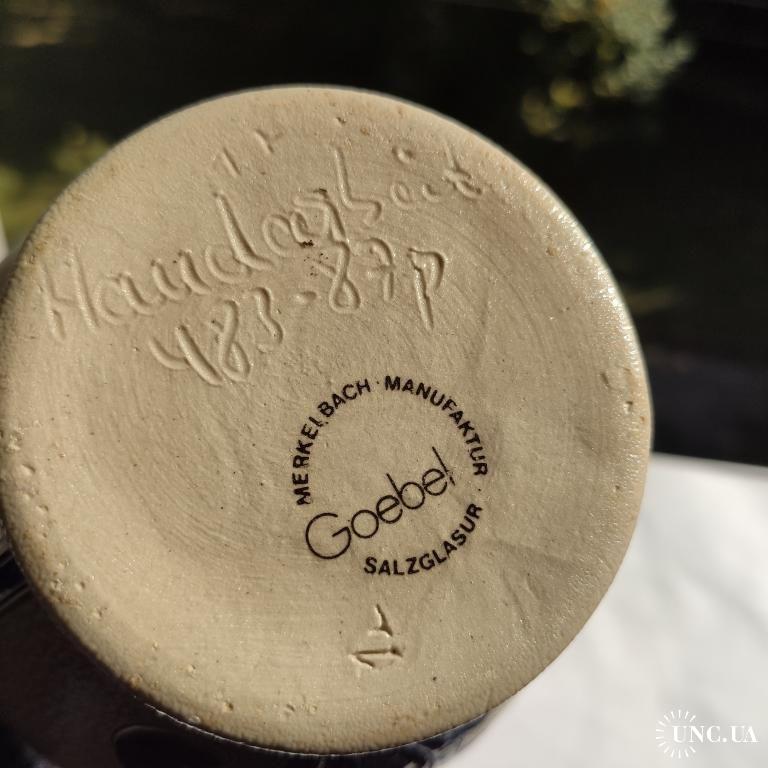 Handarbeit
483-87p
MERKELBACH · MANUFAKTUR ·
Goebel
SALZGLASUR
UNC.UA